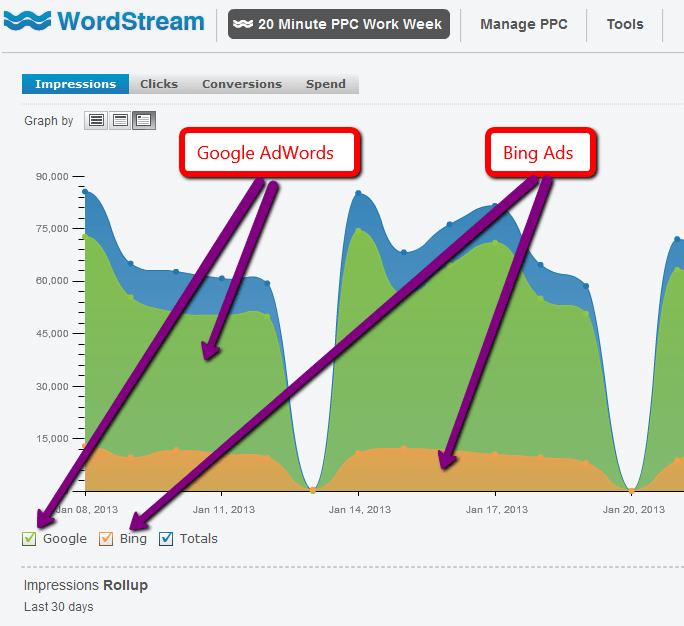 WordStream
20 Minute PPC Work Week
Manage PPC
Tools
Impressions
Clicks
Conversions
Spend
Graph by
Google AdWords
Bing Ads
90,000
75,000
60,000
45,000
30,000
15,000
Jan 08, 2013
Jan 11, 2013
Jan 14, 2013
Jan 17, 2013
Jan 20, 2013
Google
Bing
Totals
Impressions Rollup
Last 30 days